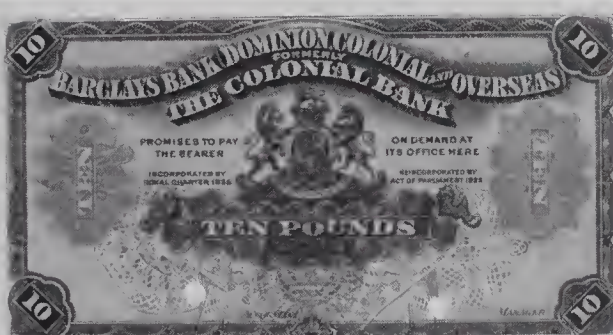 10 10
BARCLAYS BANK (DOMINION, COLONIAL AND OVERSEAS)
FORMERLY
THE COLONIAL BANK
PROMISES TO PAY
THE BEARER
ON DEMAND AT
ITS OFFICE HERE
INCORPORATED BY
ROYAL CHARTER 1836
REINCORPORATED BY
ACT OF PARLIAMENT 1925
TEN TEN
TEN POUNDS
10 10